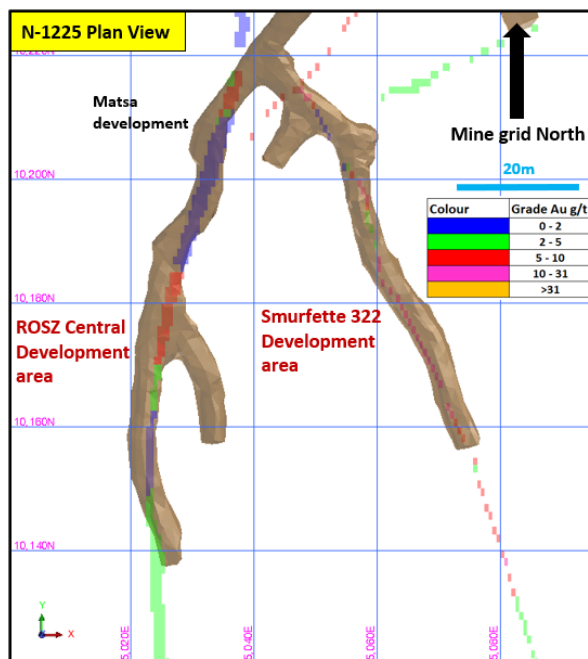 N-1225 Plan View
Matsa
development
Mine grid North
20m
10,200N
Colour Grade Au g/t
0 - 2
2 - 5
5 - 10
10 - 31
>31
10,180N
ROSZ Central
Development
area
Smurfette 322
Development
area
10,160N
10,140N
Y
X
5,020E
5,040E
5,060E
5,080E